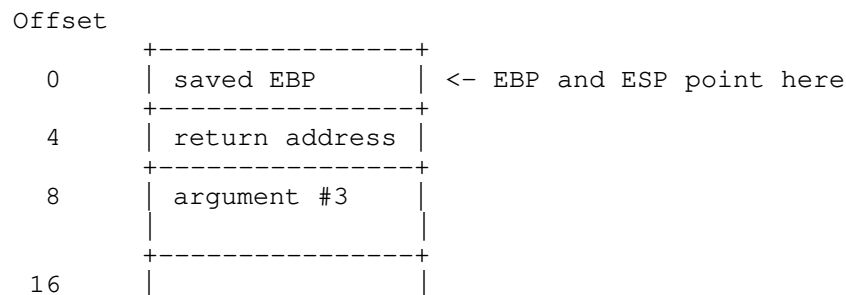 Offset
+----------------+
0 | saved EBP | <- EBP and ESP point here
+----------------+
4 | return address |
+----------------+
8 | argument #3 |
| |
+----------------+
16 | |